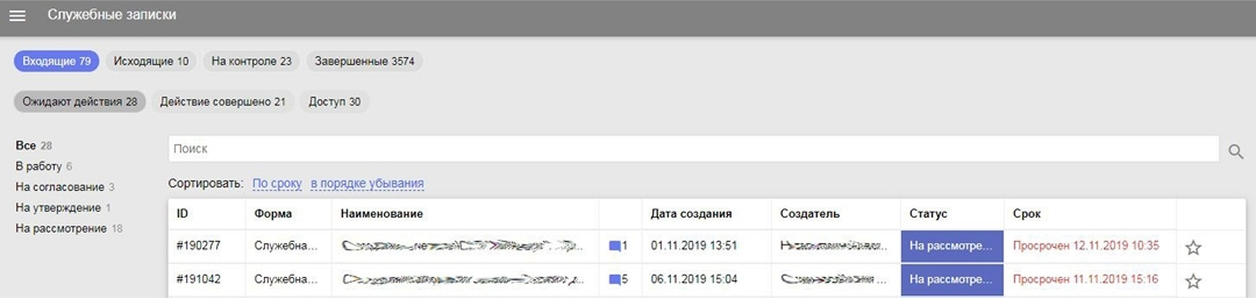 Служебные записки
Входящие 79 Исходящие 10 На контроле 23 Завершенные 3574
Ожидают действия 28 Действие совершено 21 Доступ 30
Все 28
В работу 6
На согласование 3
На утверждение 1
На рассмотрение 18
Поиск
Сортировать: По сроку в порядке убывания
ID Форма Наименование Дата создания Создатель Статус Срок
#190277 Служебна... 1 01.11.2019 13:51 На рассмотре... Просрочен 12.11.2019 10:35
#191042 Служебна... 5 06.11.2019 15:04 На рассмотре... Просрочен 11.11.2019 15:16